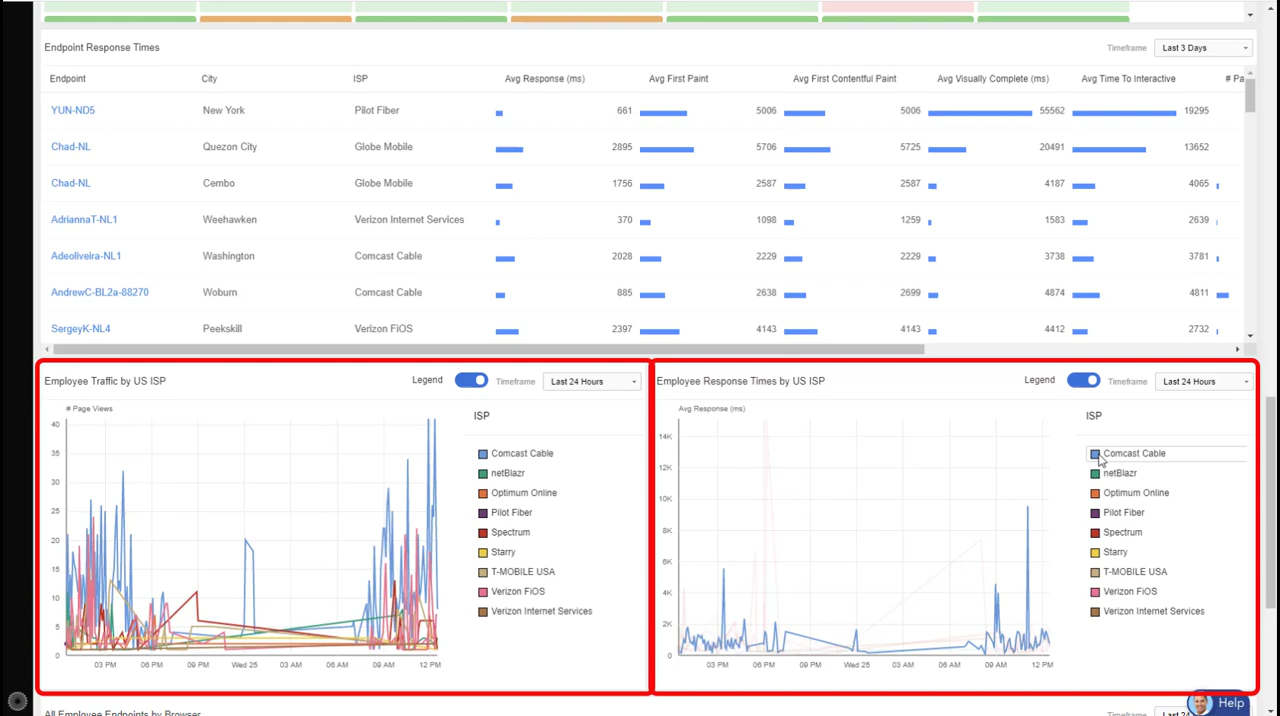 Endpoint Response Times Timeframe Last 3 Days
Endpoint City ISP Avg Response (ms) Avg First Paint Avg First Contentful Paint Avg Visually Complete (ms) Avg Time To Interactive # Pa
YUN-ND5 New York Pilot Fiber 661 5006 5006 55562 19295
Chad-NL Quezon City Globe Mobile 2895 5706 5725 20491 13652
Chad-NL Cembo Globe Mobile 1756 2587 2587 4187 4065
AdriannaT-NL1 Weehawken Verizon Internet Services 370 1098 1259 1583 2639
Adeoliveira-NL1 Washington Comcast Cable 2028 2229 2229 3738 3781
AndrewC-BL2a-88270 Woburn Comcast Cable 885 2638 2699 4874 4811
SergeyK-NL4 Peekskill Verizon FiOS 2397 4143 4143 4412 2732
Employee Traffic by US ISP Legend Timeframe Last 24 Hours
# Page Views
40
35
30
25
20
15
10
5
0
03 PM 06 PM 09 PM Wed 25 03 AM 06 AM 09 AM 12 PM
ISP
Comcast Cable
netBlazr
Optimum Online
Pilot Fiber
Spectrum
Starry
T-MOBILE USA
Verizon FiOS
Verizon Internet Services
Employee Response Times by US ISP Legend Timeframe Last 24 Hours
Avg Response (ms)
14K
12K
10K
8K
6K
4K
2K
0
03 PM 06 PM 09 PM Wed 25 03 AM 06 AM 09 AM 12 PM
ISP
Comcast Cable
netBlazr
Optimum Online
Pilot Fiber
Spectrum
Starry
T-MOBILE USA
Verizon FiOS
Verizon Internet Services
Help
All Employee Endpoints by Browser Timeframe Last 24